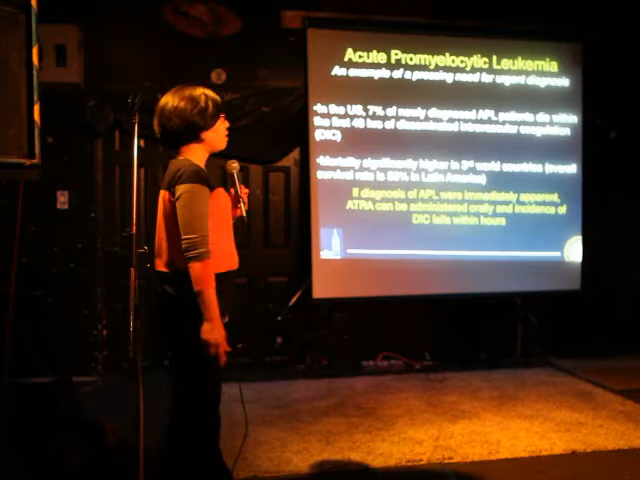 Acute Promyelocytic Leukemia
An example of a pressing need for urgent diagnosis
•In the US, 7% of newly diagnosed APL patients die within
the first 48 hrs of disseminated intravascular coagulation
(DIC)
•Mortality significantly higher in 3rd world countries (overall
survival rate is 50% in Latin America)
If diagnosis of APL were immediately apparent,
ATRA can be administered orally and incidence of
DIC falls within hours